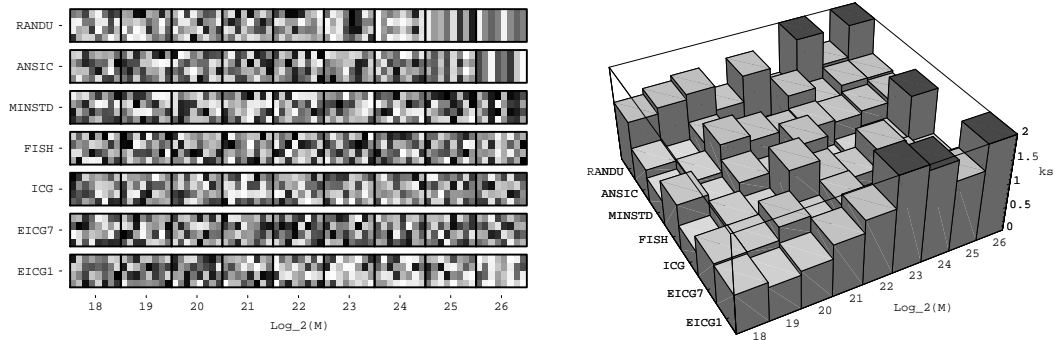 RANDU
ANSIC
MINSTD
FISH
ICG
EICG7
EICG1
18 19 20 21 22 23 24 25 26
Log_2(M)
2
1.5
ks
1
0.5
0
RANDU
ANSIC
MINSTD
FISH
ICG
EICG7
EICG1
18 19 20 21 22 23 24 25 26
Log_2(M)